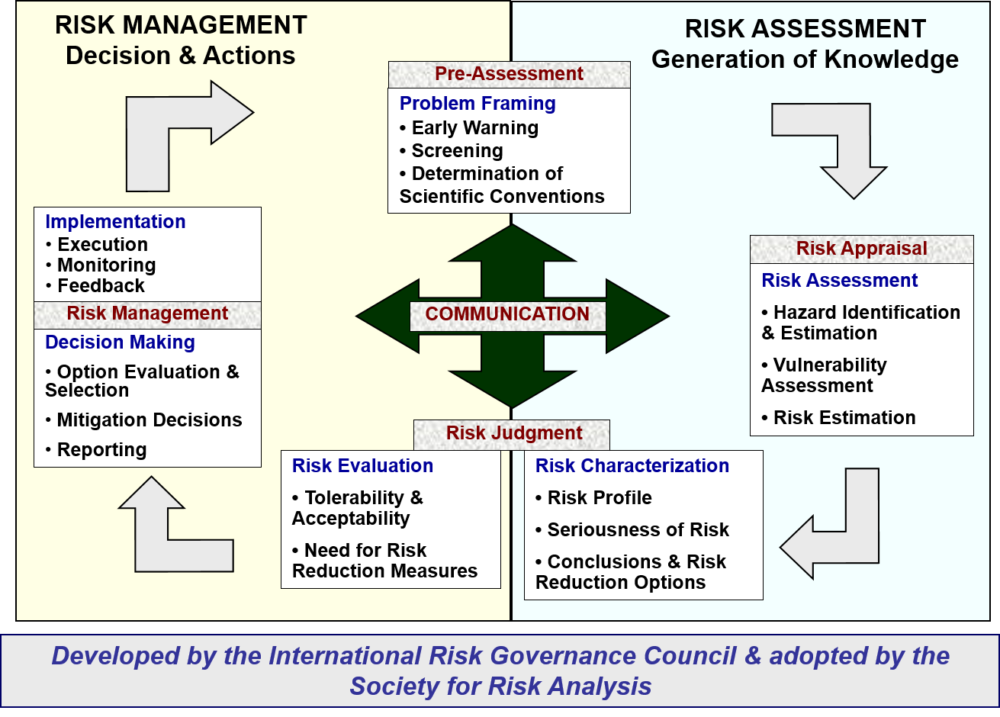 RISK MANAGEMENT
Decision & Actions
RISK ASSESSMENT
Generation of Knowledge
Pre-Assessment
Problem Framing
• Early Warning
• Screening
• Determination of
Scientific Conventions
Implementation
• Execution
• Monitoring
• Feedback
Risk Management
Decision Making
• Option Evaluation &
Selection
• Mitigation Decisions
• Reporting
COMMUNICATION
Risk Appraisal
Risk Assessment
• Hazard Identification
& Estimation
• Vulnerability
Assessment
• Risk Estimation
Risk Judgment
Risk Evaluation
• Tolerability &
Acceptability
• Need for Risk
Reduction Measures
Risk Characterization
• Risk Profile
• Seriousness of Risk
• Conclusions & Risk
Reduction Options
Developed by the International Risk Governance Council & adopted by the
Society for Risk Analysis